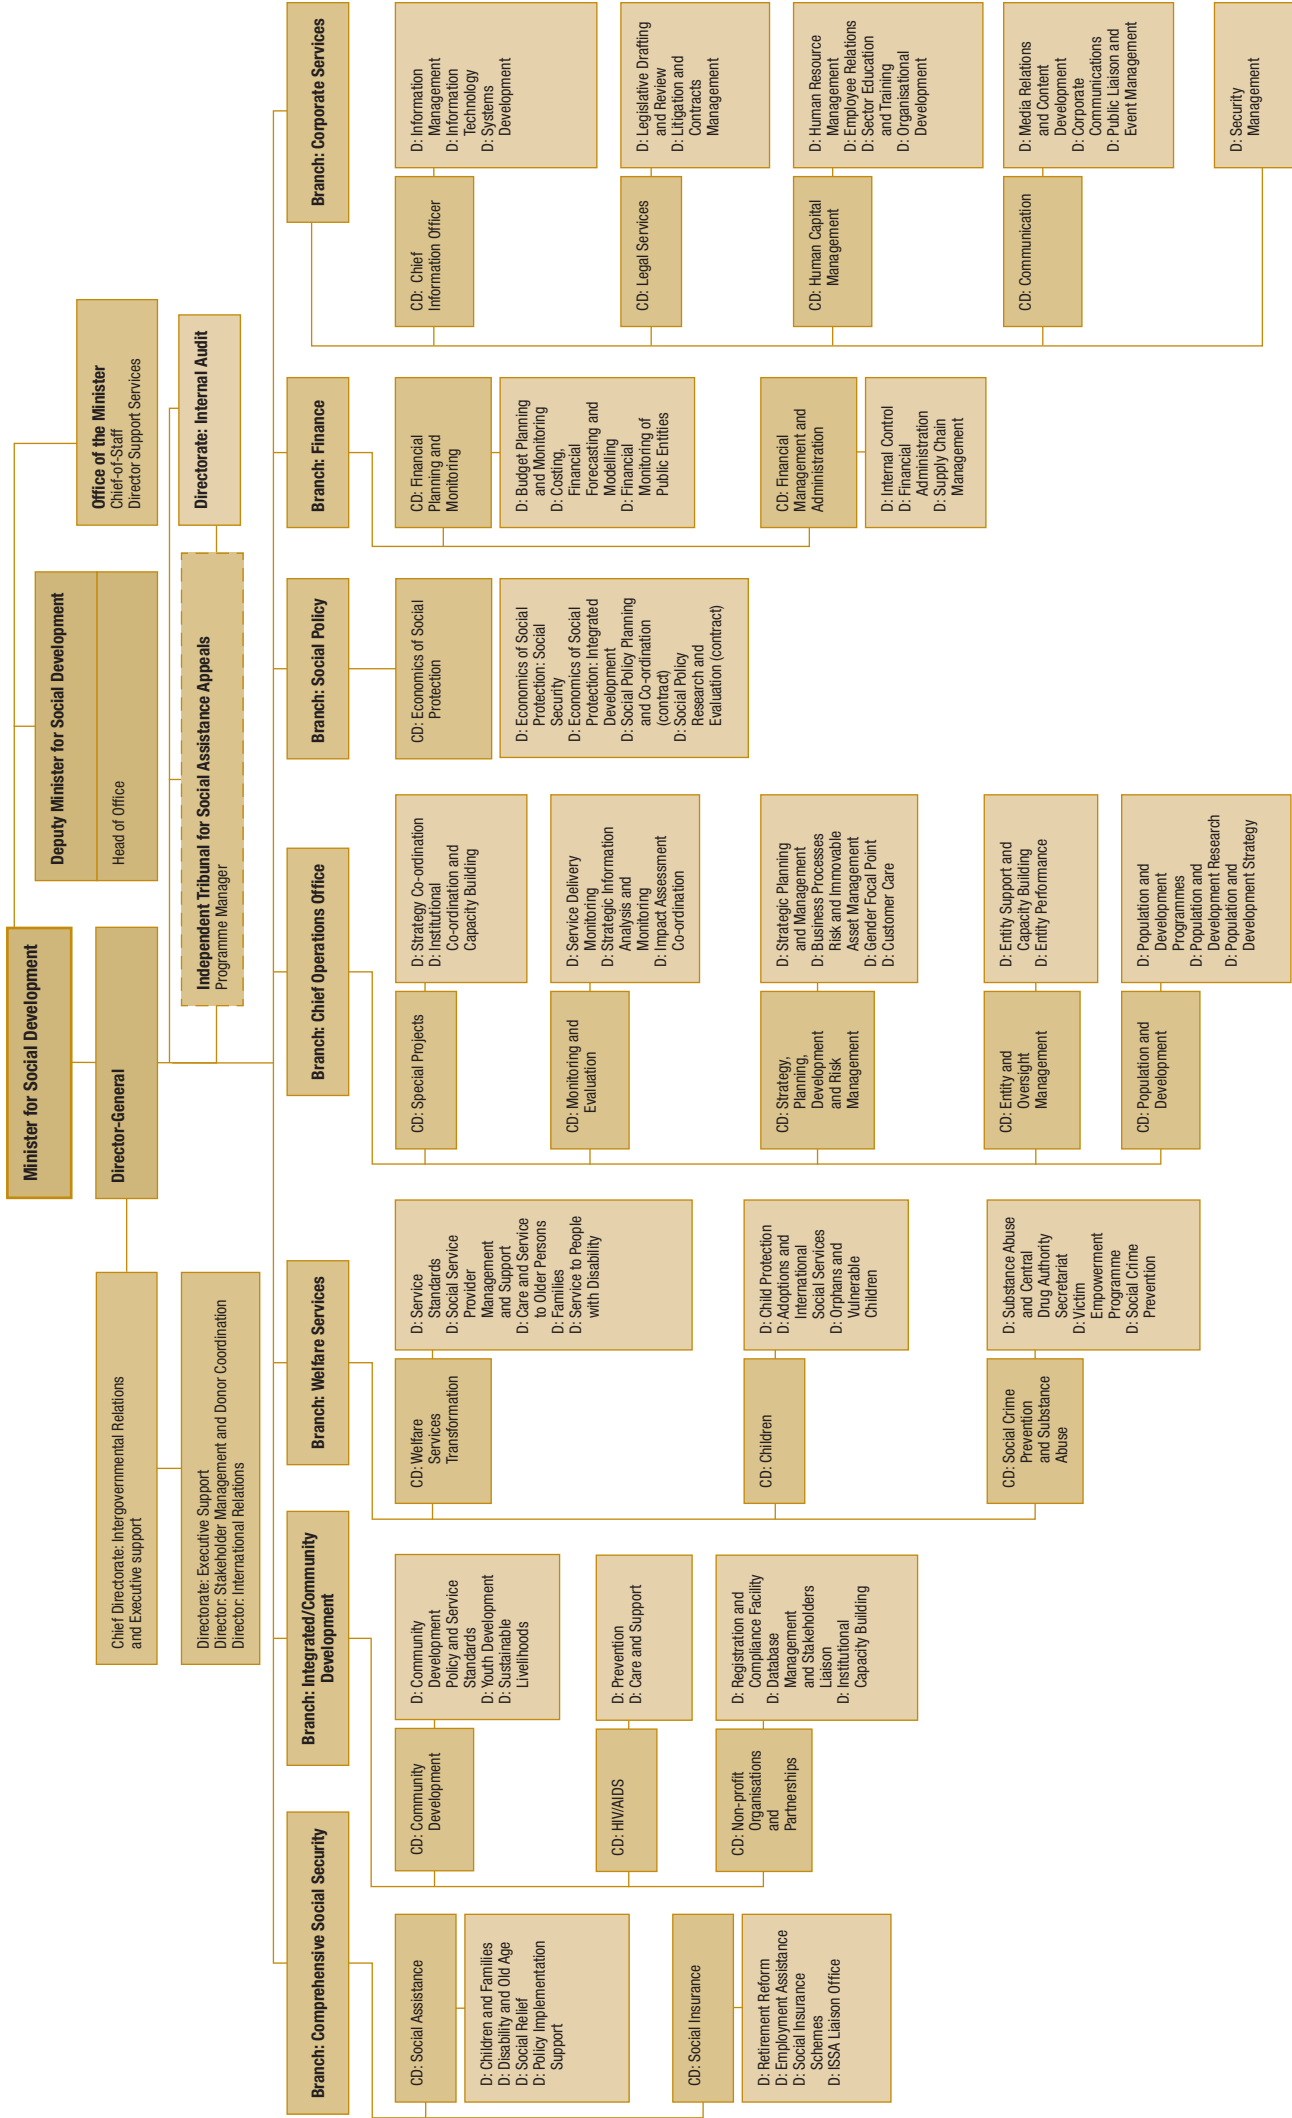 Minister for Social Development
Deputy Minister for Social Development
Head of Office
Office of the Minister
Chief-of-Staff
Director Support Services
Director-General
Chief Directorate: Intergovernmental Relations
and Executive support
Directorate: Executive Support
Director: Stakeholder Management and Donor Coordination
Director: International Relations
Independent Tribunal for Social Assistance Appeals
Programme Manager
Directorate: Internal Audit
Branch: Comprehensive Social Security
CD: Social Assistance
D: Children and Families
D: Disability and Old Age
D: Social Relief
D: Policy Implementation
Support
CD: Social Insurance
D: Retirement Reform
D: Employment Assistance
D: Social Insurance
Schemes
D: ISSA Liaison Office
Branch: Integrated/Community
Development
CD: Community
Development
D: Community
Development
Policy and Service
Standards
D: Youth Development
D: Sustainable
Livelihoods
CD: HIV/AIDS
D: Prevention
D: Care and Support
CD: Non-profit
Organisations
and
Partnerships
D: Registration and
Compliance Facility
D: Database
Management
and Stakeholders
Liaison
D: Institutional
Capacity Building
Branch: Welfare Services
CD: Welfare
Services
Transformation
D: Service
Standards
D: Social Service
Provider
Management
and Support
D: Care and Service
to Older Persons
D: Families
D: Service to People
with Disability
CD: Children
D: Child Protection
D: Adoptions and
International
Social Services
D: Orphans and
Vulnerable
Children
CD: Social Crime
Prevention
and Substance
Abuse
D: Substance Abuse
and Central
Drug Authority
Secretariat
D: Victim
Empowerment
Programme
D: Social Crime
Prevention
Branch: Chief Operations Office
CD: Special Projects
D: Strategy Co-ordination
D: Institutional
Co-ordination and
Capacity Building
CD: Monitoring and
Evaluation
D: Service Delivery
Monitoring
D: Strategic Information
Analysis and
Monitoring
D: Impact Assessment
Co-ordination
CD: Strategy,
Planning,
Development
and Risk
Management
D: Strategic Planning
and Management
D: Business Processes
Risk and Immovable
Asset Management
D: Gender Focal Point
D: Customer Care
CD: Entity and
Oversight
Management
D: Entity Support and
Capacity Building
D: Entity Performance
CD: Population and
Development
D: Population and
Development
Programmes
D: Population and
Development Research
D: Population and
Development Strategy
Branch: Social Policy
CD: Economics of Social
Protection
D: Economics of Social
Protection: Social
Security
D: Economics of Social
Protection: Integrated
Development
D: Social Policy Planning
and Co-ordination
(contract)
D: Social Policy
Research and
Evaluation (contract)
Branch: Finance
CD: Financial
Planning and
Monitoring
D: Budget Planning
and Monitoring
D: Costing,
Financial
Forecasting and
Modelling
D: Financial
Monitoring of
Public Entities
CD: Financial
Management and
Administration
D: Internal Control
D: Financial
Administration
D: Supply Chain
Management
Branch: Corporate Services
CD: Chief
Information Officer
D: Information
Management
D: Information
Technology
D: Systems
Development
CD: Legal Services
D: Legislative Drafting
and Review
D: Litigation and
Contracts
Management
CD: Human Capital
Management
D: Human Resource
Management
D: Employee Relations
D: Sector Education
and Training
D: Organisational
Development
CD: Communication
D: Media Relations
and Content
Development
D: Corporate
Communications
D: Public Liaison and
Event Management
D: Security
Management